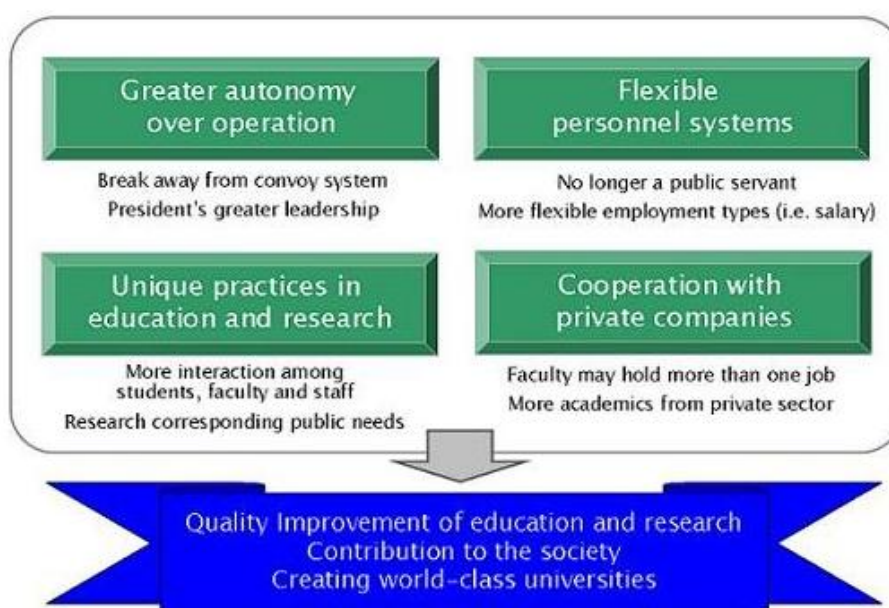 Greater autonomy
over operation
Break away from convoy system
President's greater leadership
Flexible
personnel systems
No longer a public servant
More flexible employment types (i.e. salary)
Unique practices in
education and research
More interaction among
students, faculty and staff
Research corresponding public needs
Cooperation with
private companies
Faculty may hold more than one job
More academics from private sector
Quality Improvement of education and research
Contribution to the society
Creating world-class universities